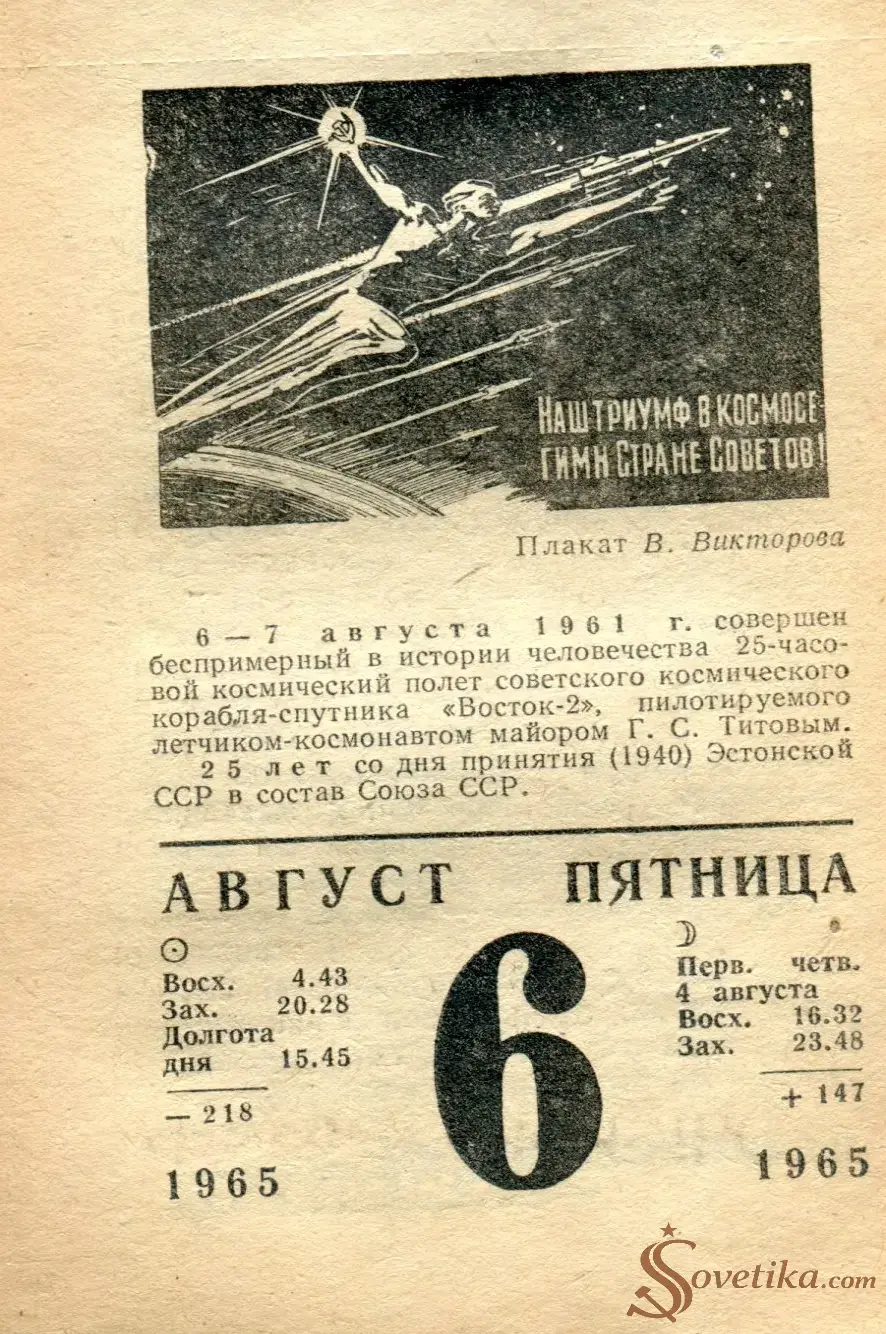 НАШ ТРИУМФ В КОСМОСЕ-
ГИМН СТРАНЕ СОВЕТОВ!
Плакат В. Викторова
6 — 7 августа 1961 г. совершен
беспримерный в истории человечества 25-часо-
вой космический полет советского космического
корабля-спутника «Восток-2», пилотируемого
летчиком-космонавтом майором Г. С. Титовым.
25 лет со дня принятия (1940) Эстонской
ССР в состав Союза ССР.
АВГУСТ ПЯТНИЦА
Восх. 4.43
Зах. 20.28
Долгота
дня 15.45
— 218
1965
6
Перв. четв.
4 августа
Восх. 16.32
Зах. 23.48
+ 147
1965
Sovetika.com